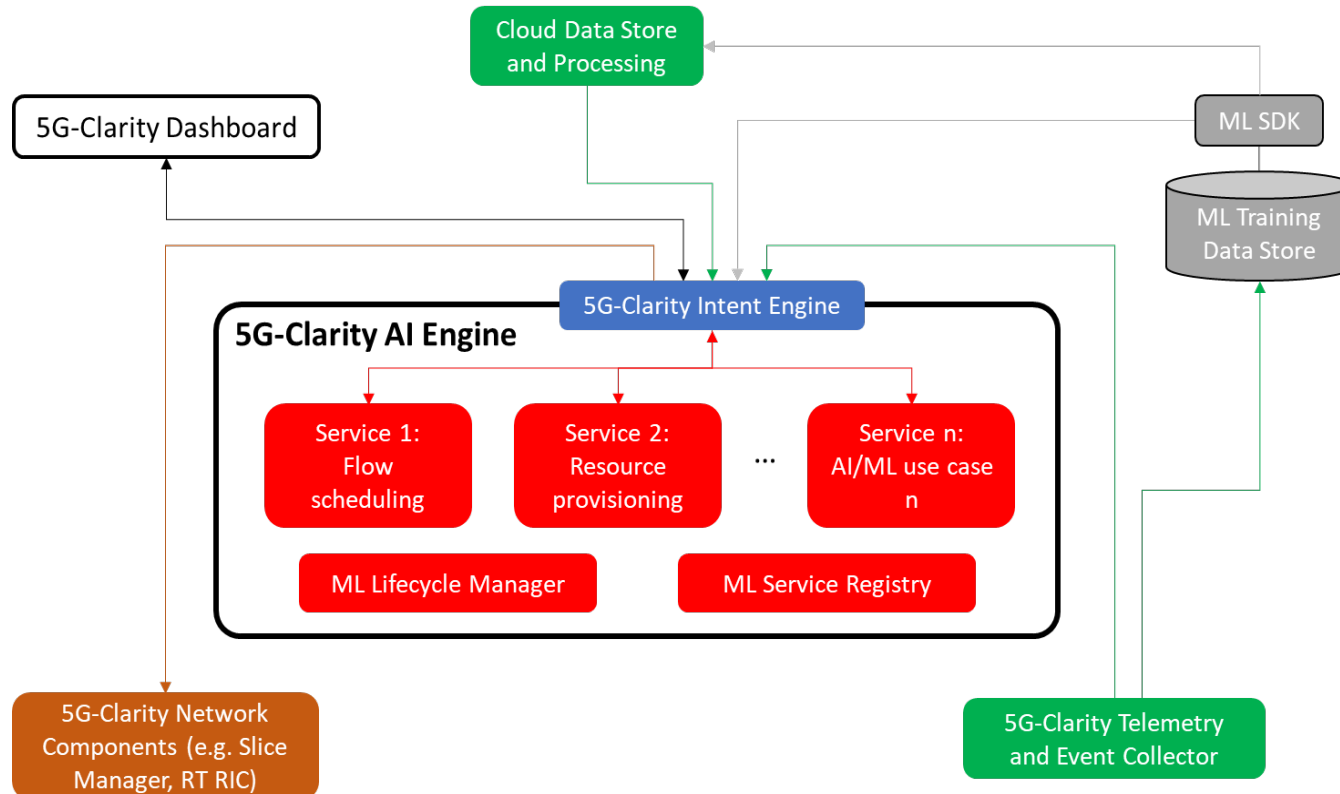 Cloud Data Store
and Processing
5G-Clarity Dashboard
ML SDK
ML Training
Data Store
5G-Clarity Intent Engine
5G-Clarity AI Engine
Service 1:
Flow
scheduling
Service 2:
Resource
provisioning
...
Service n:
AI/ML use case
n
ML Lifecycle Manager
ML Service Registry
5G-Clarity Network
Components (e.g. Slice
Manager, RT RIC)
5G-Clarity Telemetry
and Event Collector